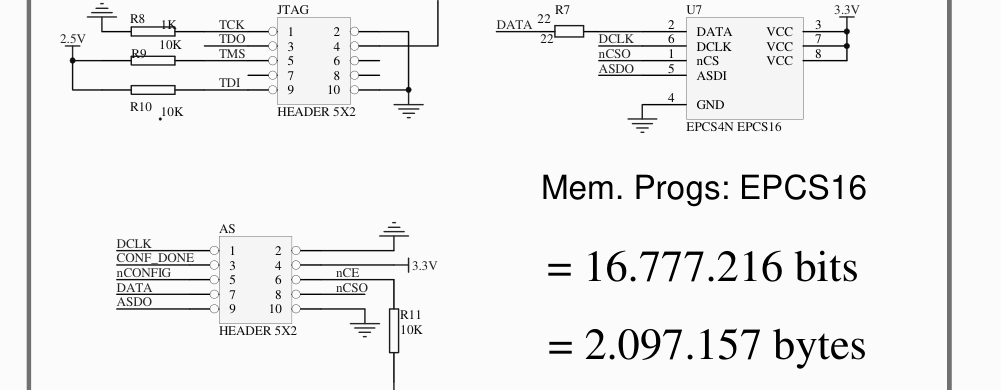 JTAG
R8
1K
TCK
1
2
2.5V
10K
TDO
3
4
R9
TMS
5
6
7
8
TDI
9
10
R10
10K
HEADER 5X2
R7
U7
3.3V
DATA
22
22
2
DATA
VCC
3
DCLK
6
DCLK
VCC
7
nCSO
1
nCS
VCC
8
ASDO
5
ASDI
4
GND
EPCS4N EPCS16
Mem. Progs: EPCS16
= 16.777.216 bits
= 2.097.157 bytes
AS
DCLK
1
2
CONF_DONE
3
4
3.3V
nCONFIG
5
6
nCE
DATA
7
8
nCSO
ASDO
9
10
R11
10K
HEADER 5X2